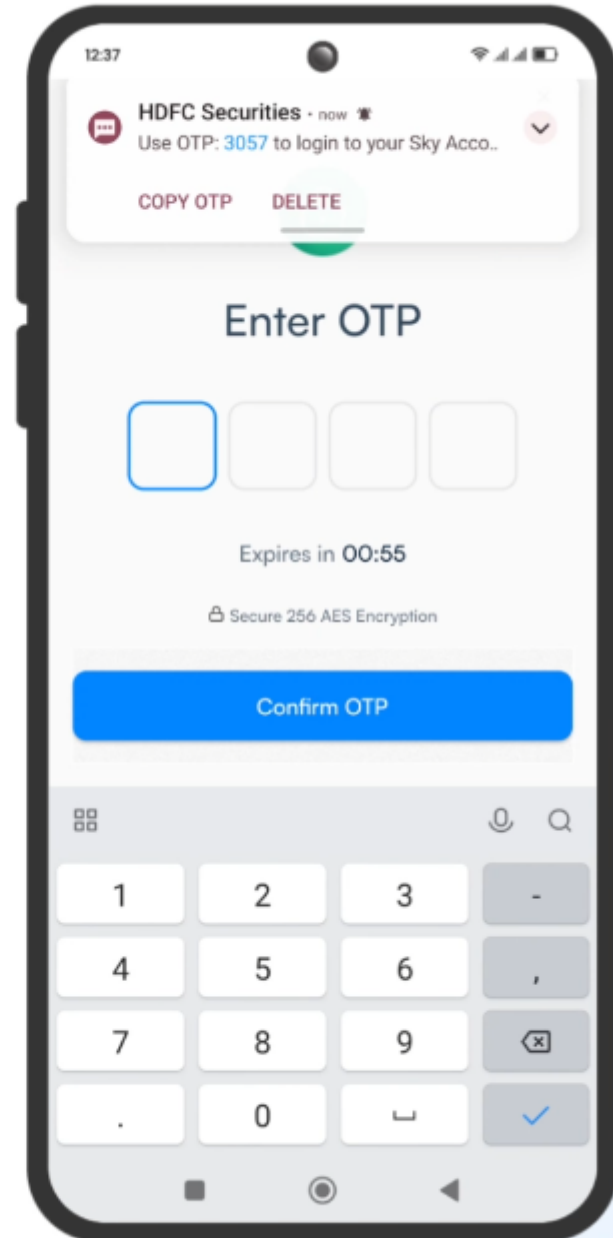 12:37
HDFC Securities • now
Use OTP: 3057 to login to your Sky Acco..
COPY OTP DELETE
Enter OTP
Expires in 00:55
Secure 256 AES Encryption
Confirm OTP
1 2 3 -
4 5 6 ,
7 8 9
. 0